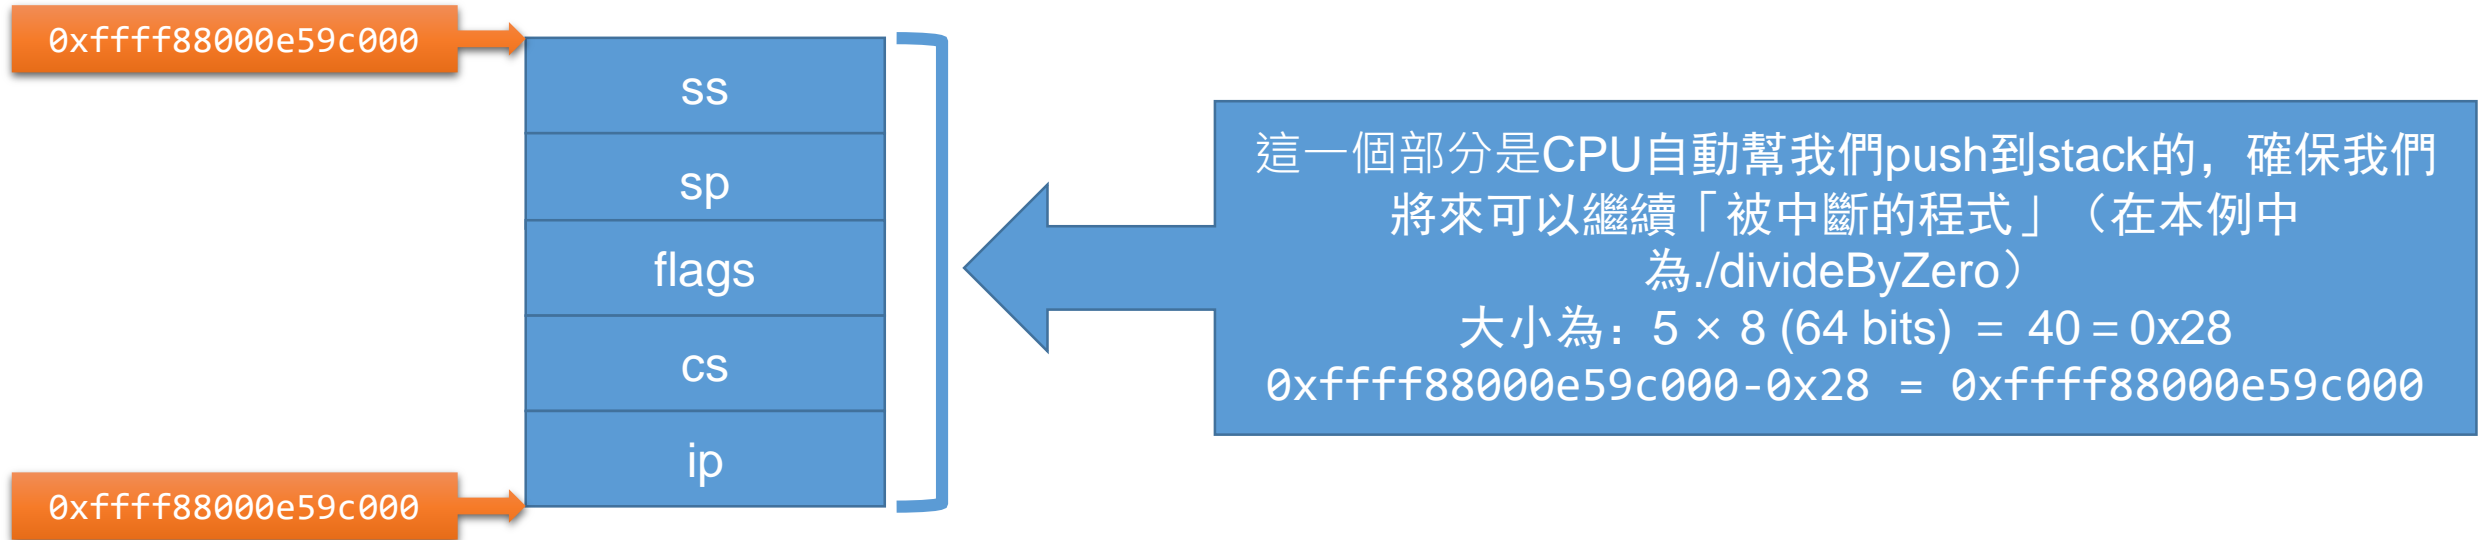 0xffff88000e59c000
ss
sp
flags
cs
ip
0xffff88000e59c000
這一個部分是CPU自動幫我們push到stack的，確保我們
將來可以繼續「被中斷的程式」（在本例中
為./divideByZero）
大小為：5 × 8 (64 bits) = 40 = 0x28
0xffff88000e59c000-0x28 = 0xffff88000e59c000